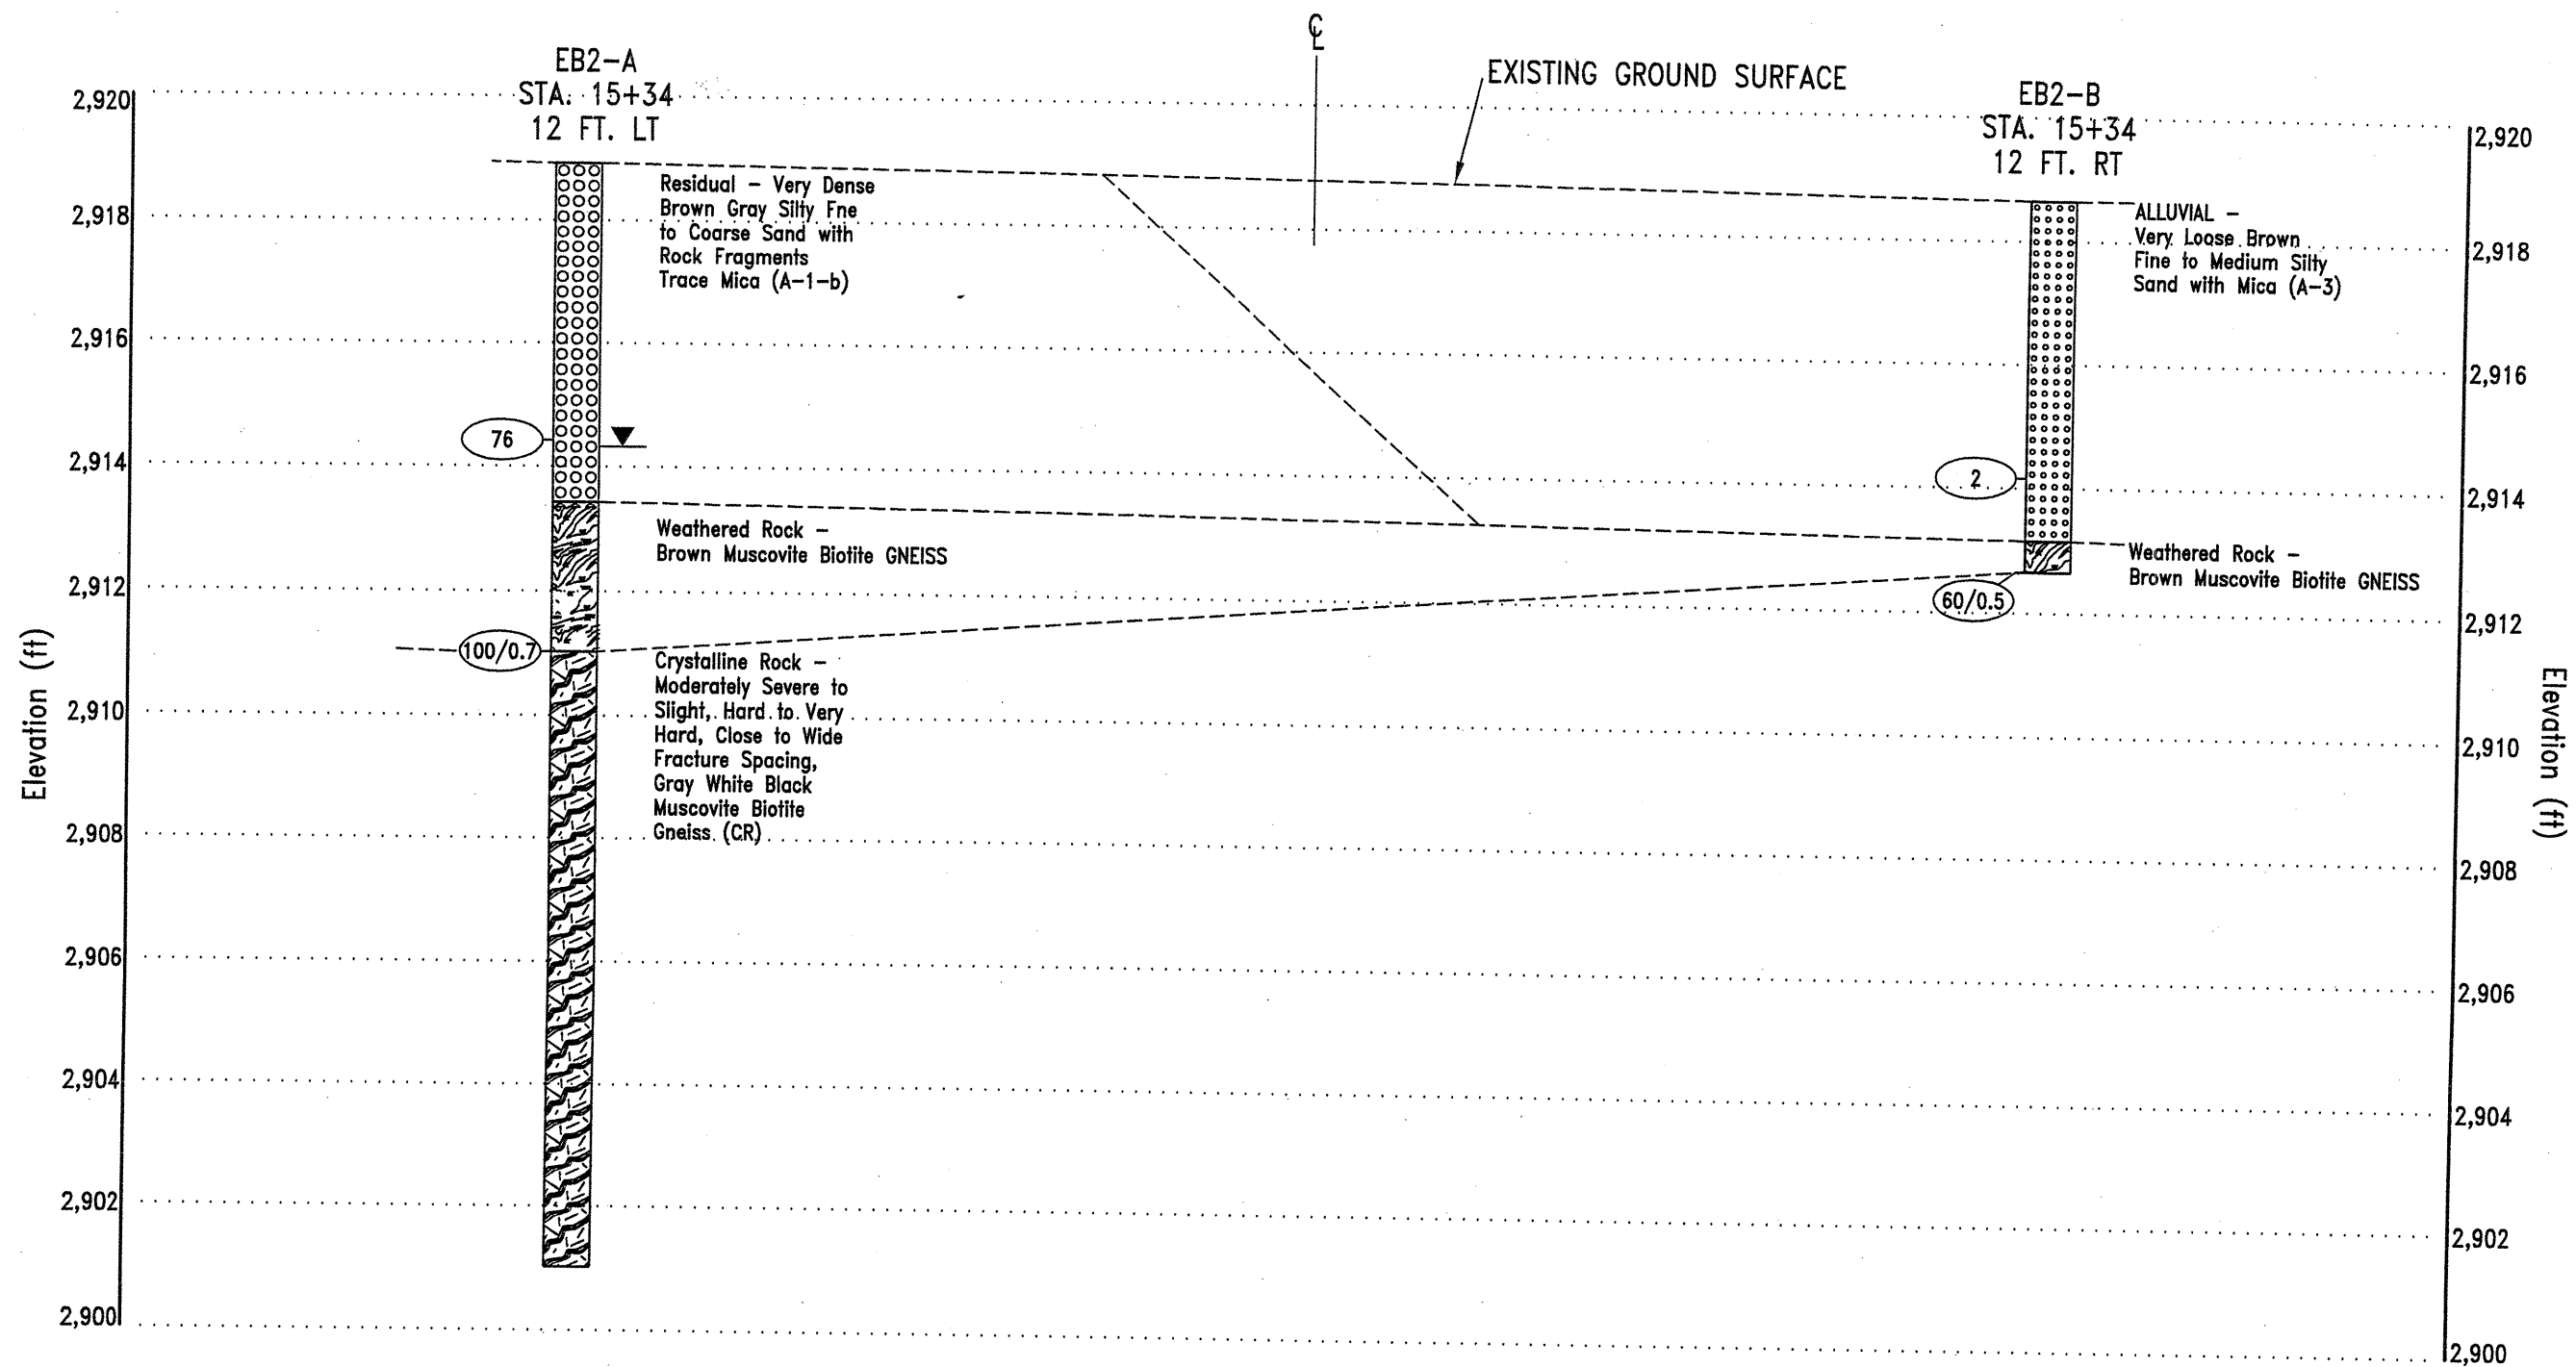 ℄
EB2-A
STA. 15+34
12 FT. LT
EXISTING GROUND SURFACE
EB2-B
STA. 15+34
12 FT. RT
2,920
2,918
2,916
2,914
2,912
2,910
2,908
2,906
2,904
2,902
2,900
Elevation (ft)
Residual - Very Dense
Brown Gray Silty Fne
to Coarse Sand with
Rock Fragments
Trace Mica (A-1-b)
76
Weathered Rock -
Brown Muscovite Biotite GNEISS
100/0.7
Crystalline Rock -
Moderately Severe to
Slight, Hard to Very
Hard, Close to Wide
Fracture Spacing,
Gray White Black
Muscovite Biotite
Gneiss (CR)
ALLUVIAL -
Very Loose Brown
Fine to Medium Silty
Sand with Mica (A-3)
2
Weathered Rock -
Brown Muscovite Biotite GNEISS
60/0.5
2,920
2,918
2,916
2,914
2,912
2,910
2,908
2,906
2,904
2,902
2,900
Elevation (ft)